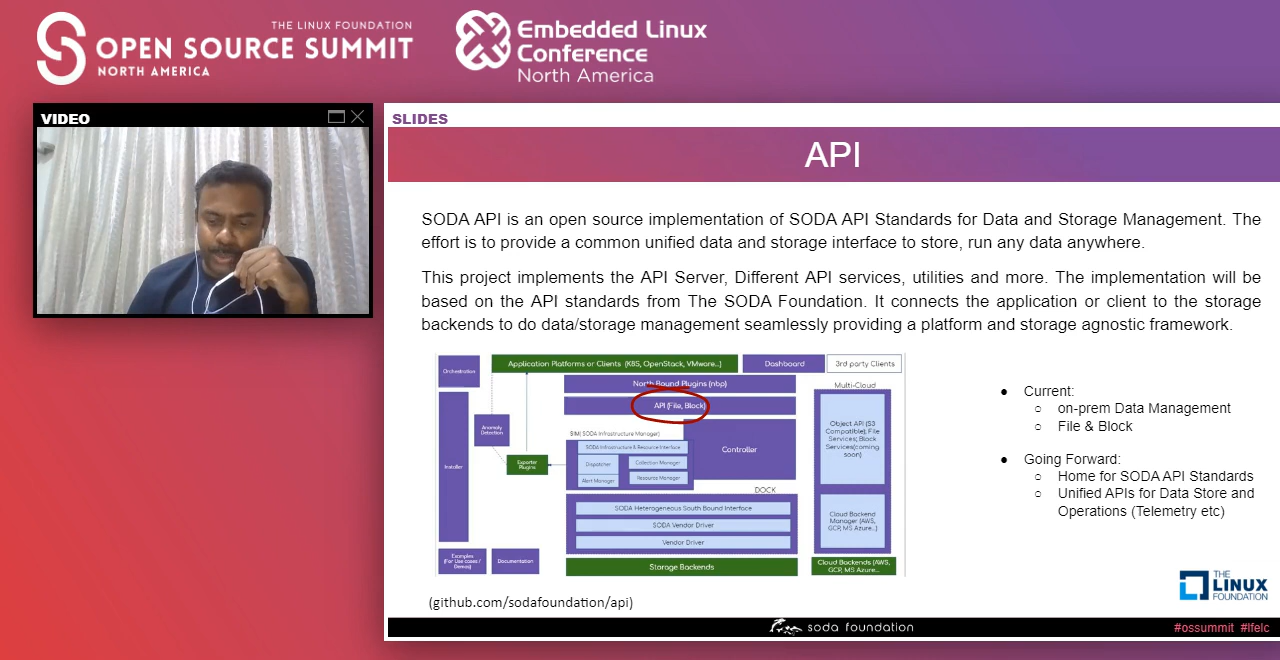 THE LINUX FOUNDATION
OPEN SOURCE SUMMIT
NORTH AMERICA
Embedded Linux
Conference
North America
VIDEO
SLIDES
API
SODA API is an open source implementation of SODA API Standards for Data and Storage Management. The
effort is to provide a common unified data and storage interface to store, run any data anywhere.
This project implements the API Server, Different API services, utilities and more. The implementation will be
based on the API standards from The SODA Foundation. It connects the application or client to the storage
backends to do data/storage management seamlessly providing a platform and storage agnostic framework.
Orchestration
Application Platforms or Clients (K8S, OpenStack, VMware...)
Dashboard
3rd party Clients
North Bound Plugins (nbp)
Multi-Cloud
API (File, Block)
Anomaly
Detection
SIM( SODA Infrastructure Manager)
SODA Infrastructure & Resource Interface
Dispatcher
Collection Manager
Alert Manager
Resource Manager
Controller
Object API (S3
Compatible), File
Services; Block
Services(coming
soon)
Exporter
Plugins
Installer
DOCK
SODA Heterogeneous South Bound Interface
SODA Vendor Driver
Vendor Driver
Cloud Backend
Manager (AWS,
GCP, MS Azure...)
Examples
(For Use cases /
Demos)
Documentation
Storage Backends
Cloud Backends (AWS,
GCP, MS Azure...
● Current:
○ on-prem Data Management
○ File & Block
● Going Forward:
○ Home for SODA API Standards
○ Unified APIs for Data Store and
Operations (Telemetry etc)
(github.com/sodafoundation/api)
THE
LINUX
FOUNDATION
soda foundation
#ossummit #lfelc